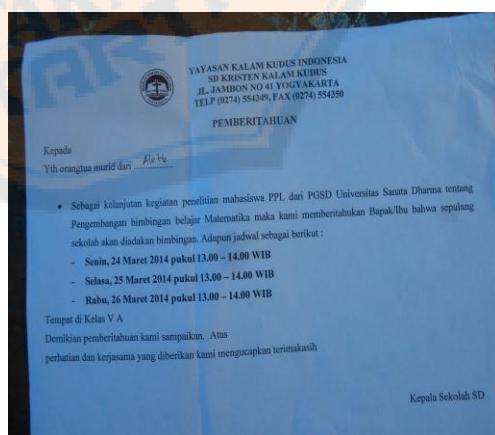 YAYASAN KALAM KUDUS INDONESIA
SD KRISTEN KALAM KUDUS
JL. JAMBON NO 41 YOGYAKARTA
TELP (0274) 554349, FAX (0274) 554350
PEMBERITAHUAN
Kepada
Yth orangtua murid dari
• Sebagai kelanjutan kegiatan penelitian mahasiswa PPL dari PGSD Universitas Sanata Dharma tentang
Pengembangan bimbingan belajar Matematika maka kami memberitahukan Bapak/Ibu bahwa sepulang
sekolah akan diadakan bimbingan. Adapun jadwal sebagai berikut :
- Senin, 24 Maret 2014 pukul 13.00 – 14.00 WIB
- Selasa, 25 Maret 2014 pukul 13.00 – 14.00 WIB
- Rabu, 26 Maret 2014 pukul 13.00 – 14.00 WIB
Tempat di Kelas V A
Demikian pemberitahuan kami sampaikan. Atas
perhatian dan kerjasama yang diberikan kami mengucapkan terimakasih
Kepala Sekolah SD